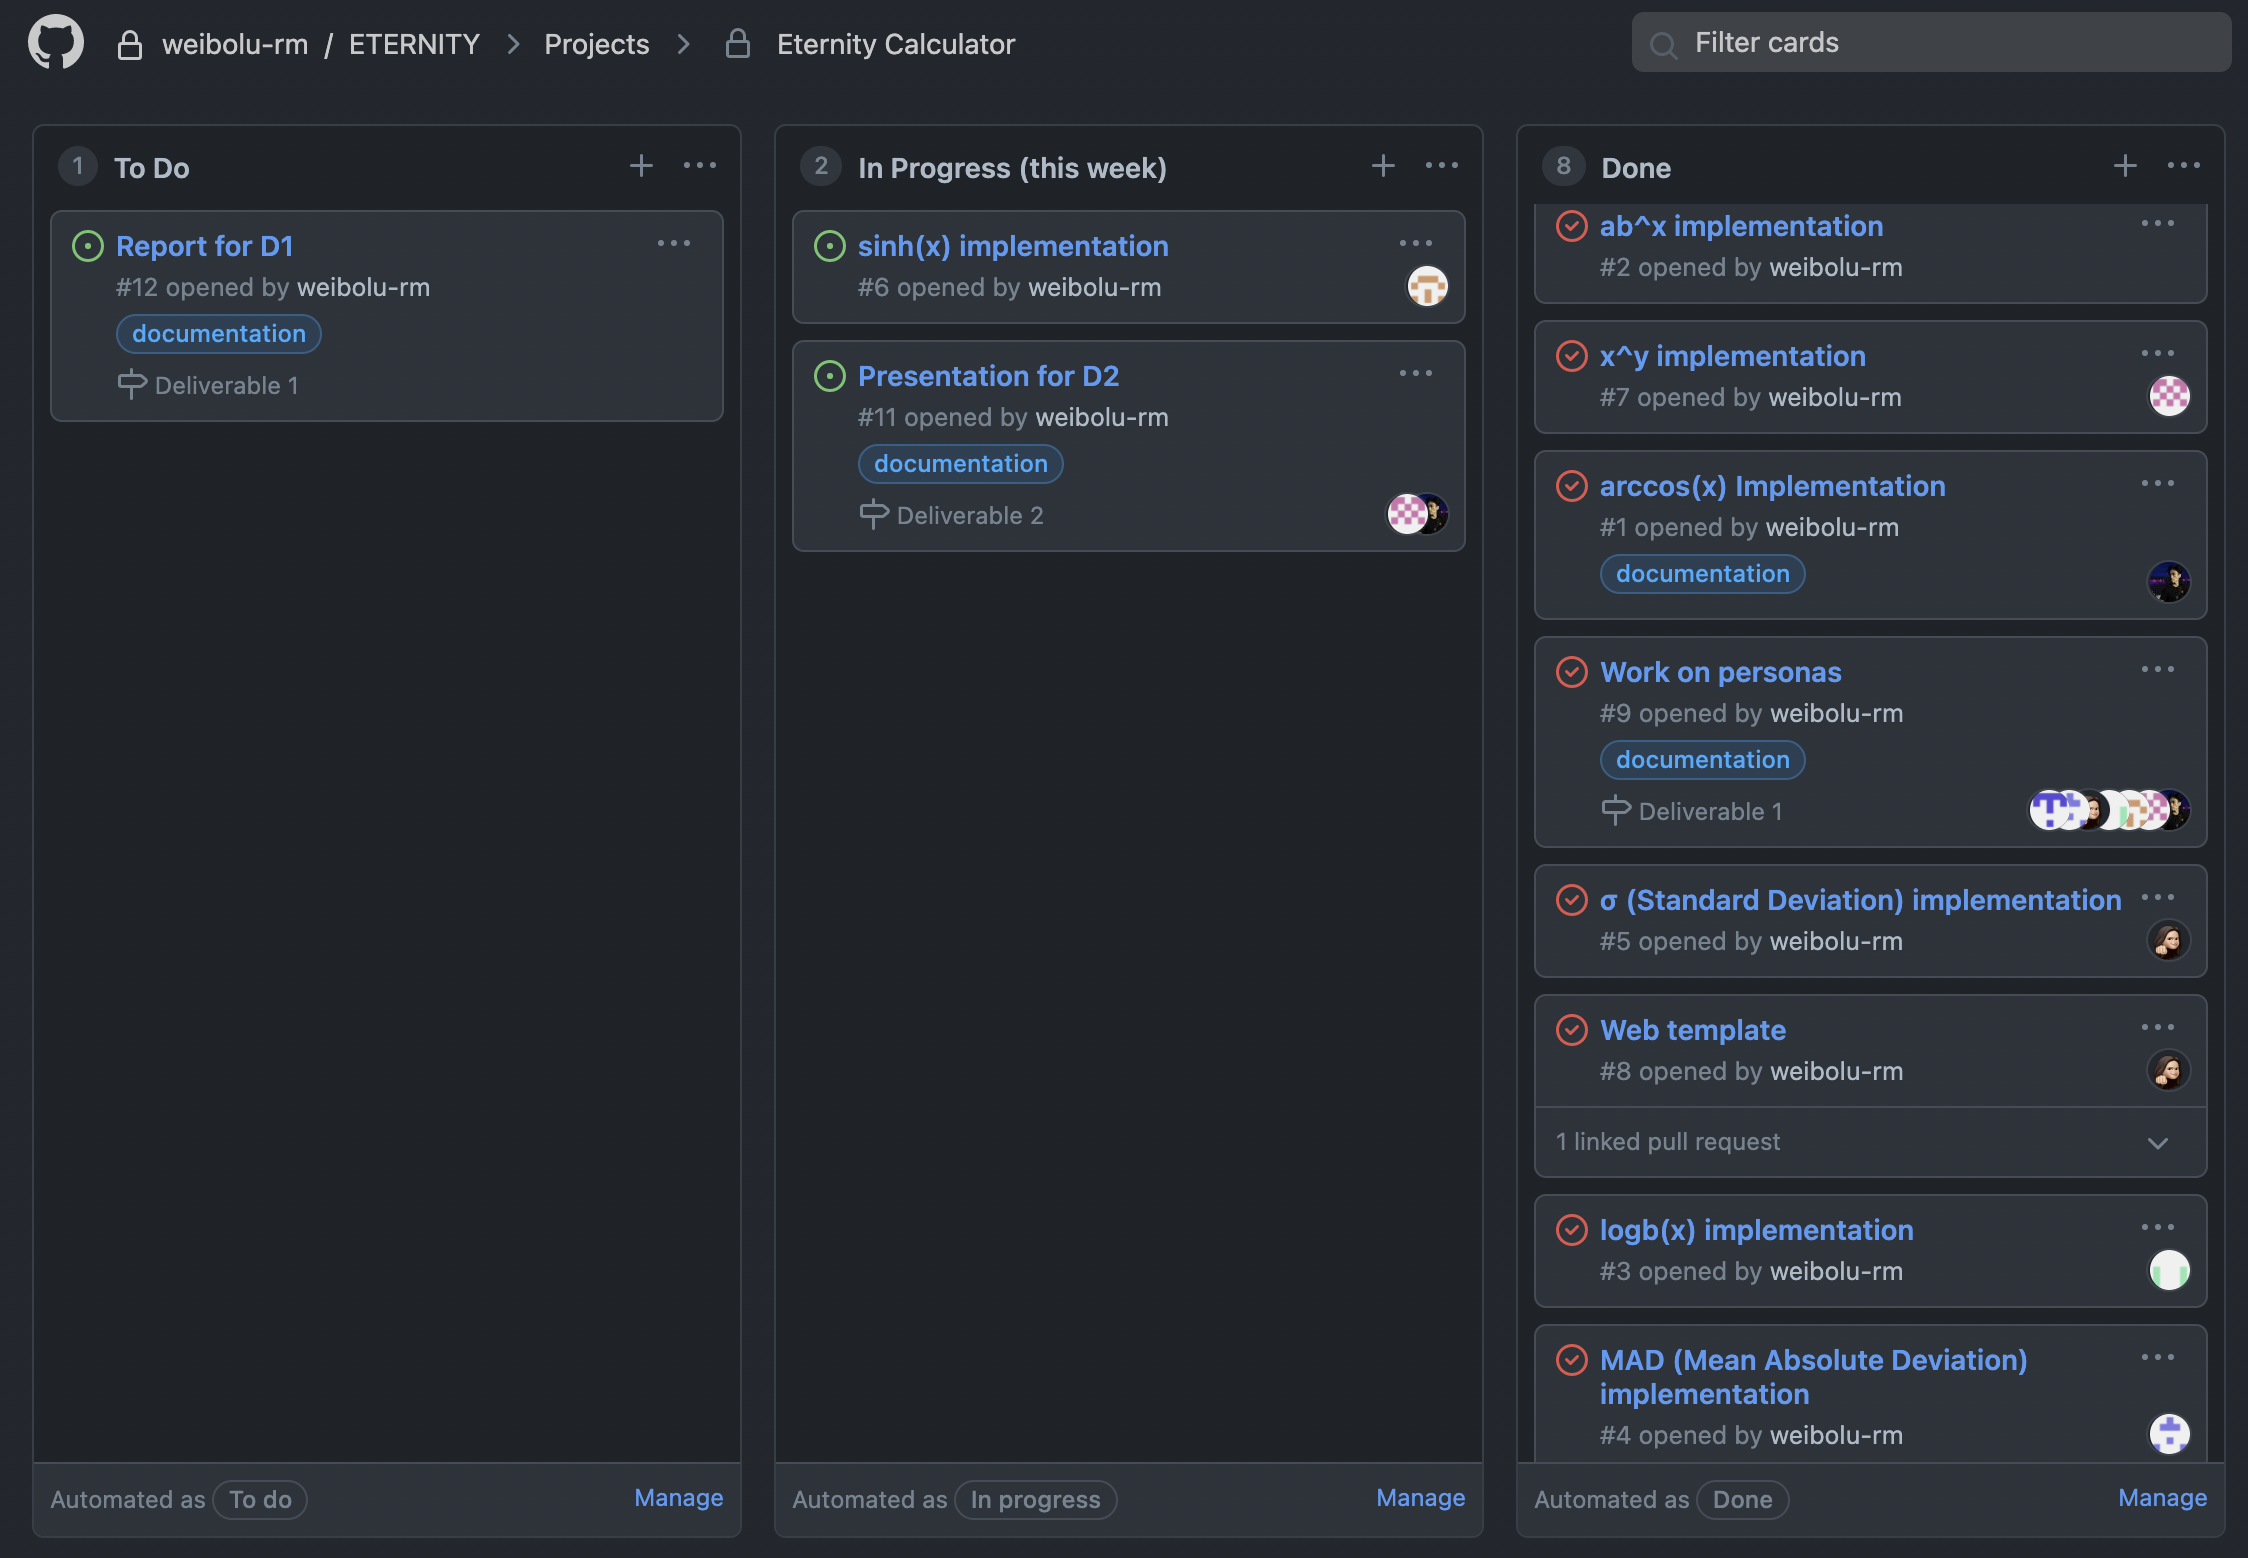 weibolu-rm / ETERNITY > Projects > Eternity Calculator
Filter cards
1 To Do
Report for D1
#12 opened by weibolu-rm
documentation
Deliverable 1
Automated as To do
Manage
2 In Progress (this week)
sinh(x) implementation
#6 opened by weibolu-rm
Presentation for D2
#11 opened by weibolu-rm
documentation
Deliverable 2
Automated as In progress
Manage
8 Done
ab^x implementation
#2 opened by weibolu-rm
x^y implementation
#7 opened by weibolu-rm
arccos(x) Implementation
#1 opened by weibolu-rm
documentation
Work on personas
#9 opened by weibolu-rm
documentation
Deliverable 1
σ (Standard Deviation) implementation
#5 opened by weibolu-rm
Web template
#8 opened by weibolu-rm
1 linked pull request
logb(x) implementation
#3 opened by weibolu-rm
MAD (Mean Absolute Deviation)
implementation
#4 opened by weibolu-rm
Automated as Done
Manage